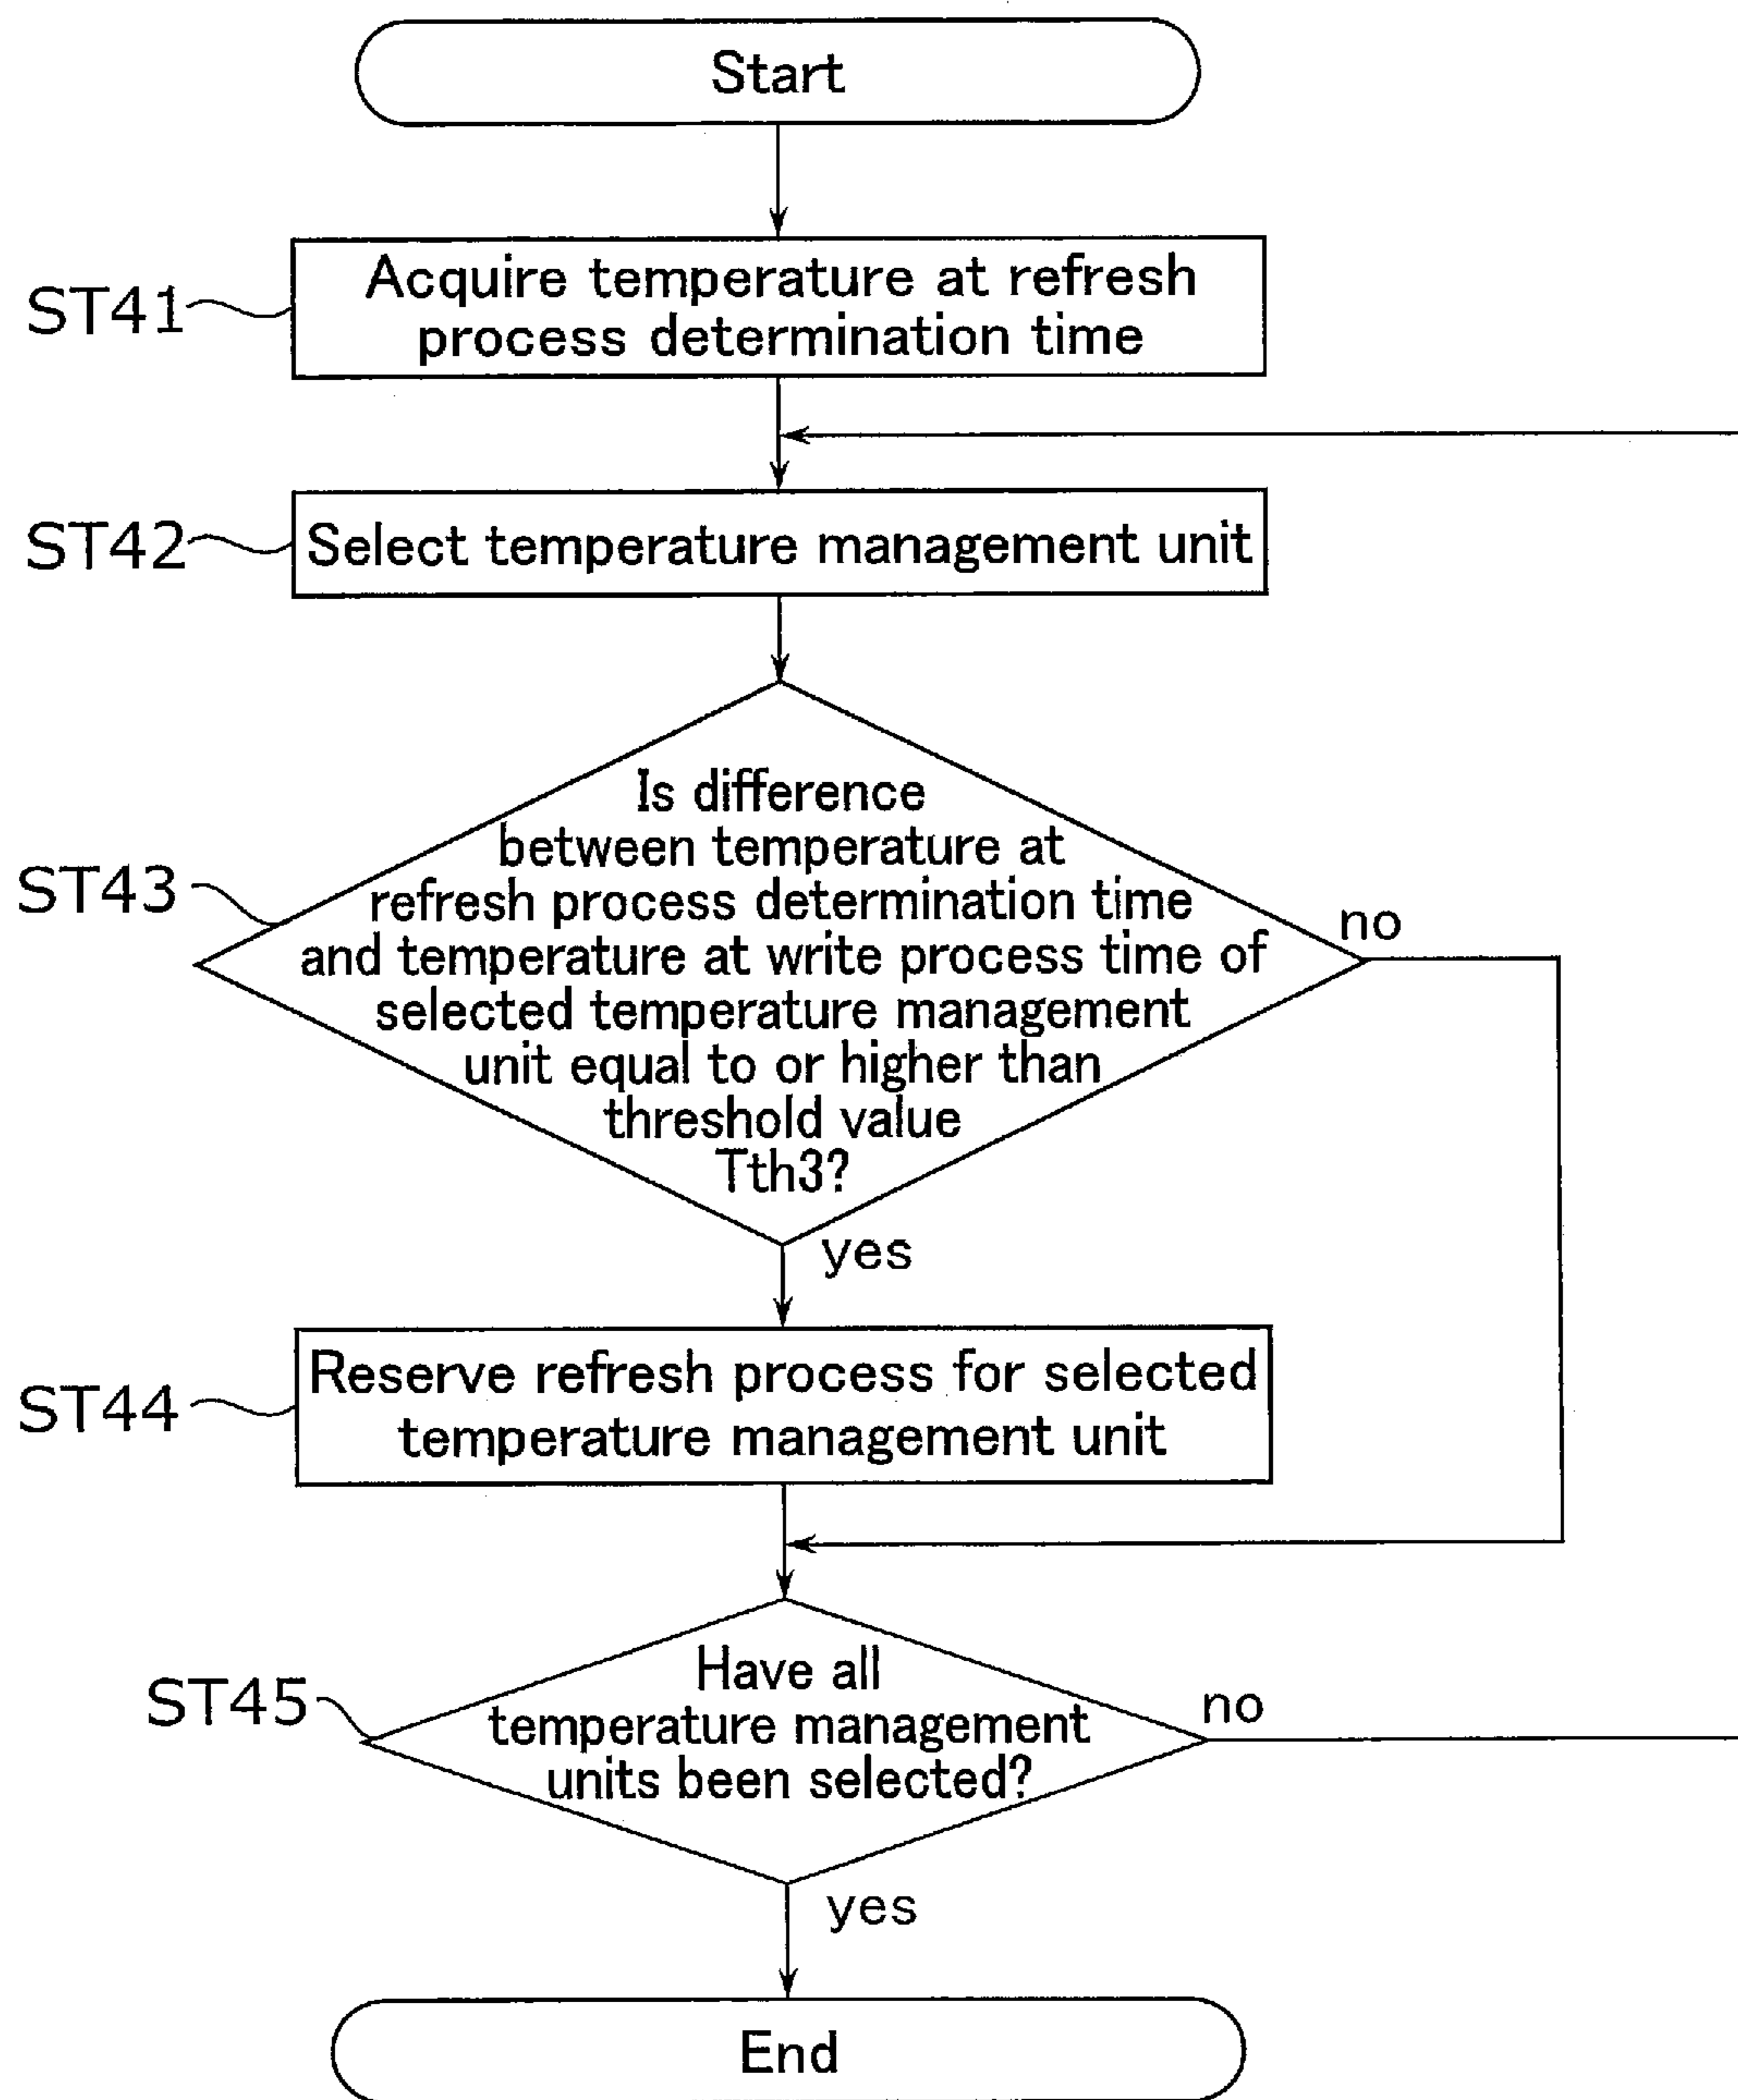 Start
ST41
Acquire temperature at refresh
process determination time
ST42
Select temperature management unit
ST43
Is difference
between temperature at
refresh process determination time
and temperature at write process time of
selected temperature management
unit equal to or higher than
threshold value
Tth3?
no
yes
ST44
Reserve refresh process for selected
temperature management unit
ST45
Have all
temperature management
units been selected?
no
yes
End